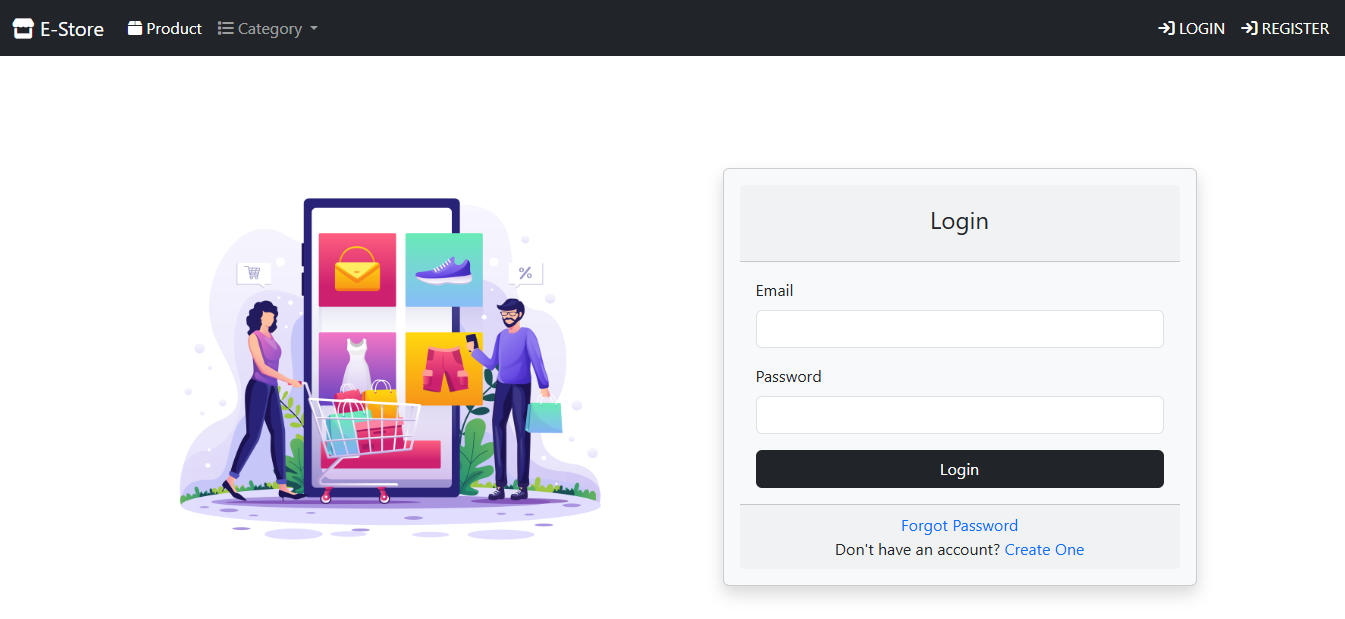 E-Store Product Category LOGIN REGISTER
%
Login
Email
Password
Login
Forgot Password
Don't have an account? Create One